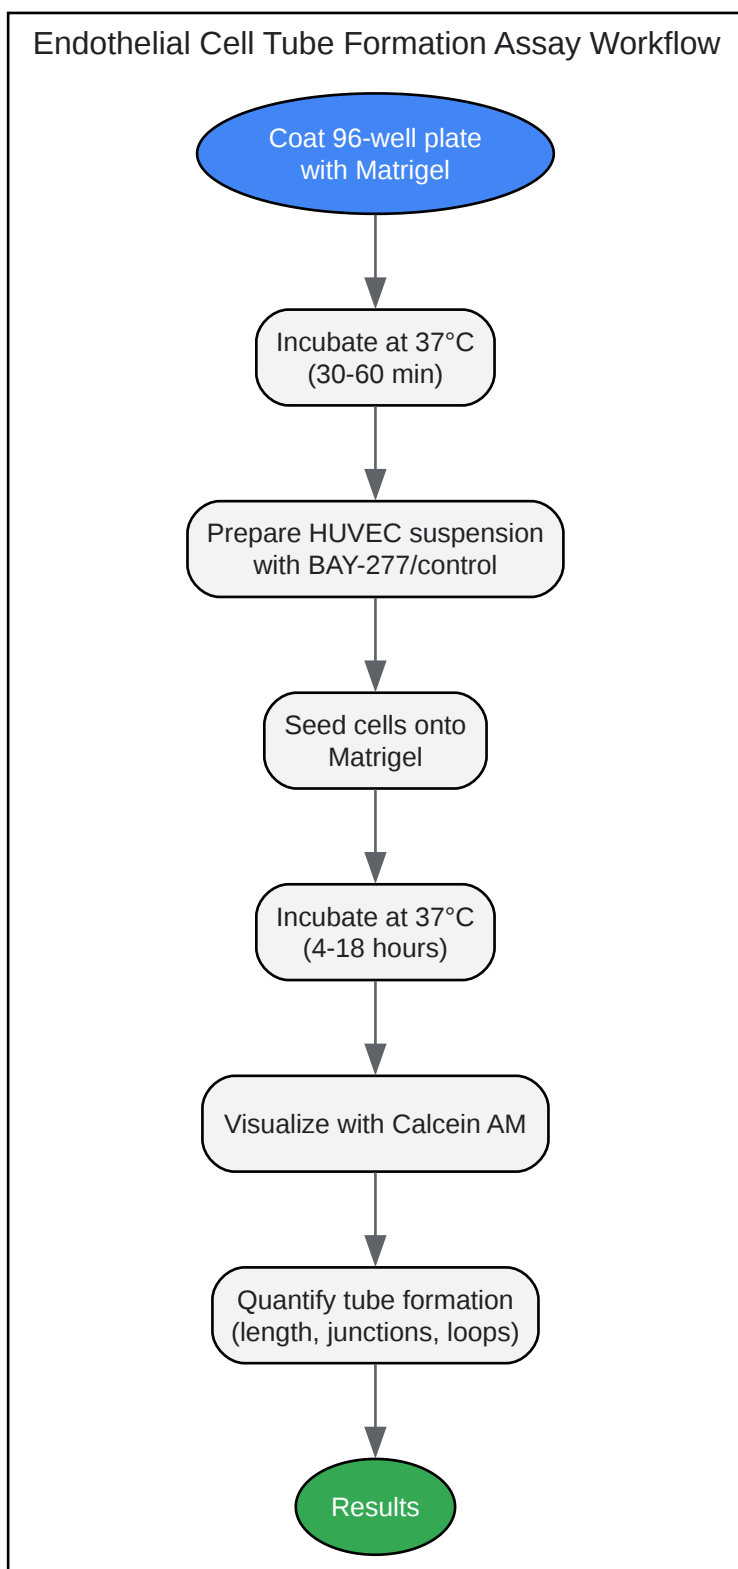 Endothelial Cell Tube Formation Assay Workflow
Coat 96-well plate
with Matrigel
Incubate at 37°C
(30-60 min)
Prepare HUVEC suspension
with BAY-277/control
Seed cells onto
Matrigel
Incubate at 37°C
(4-18 hours)
Visualize with Calcein AM
Quantify tube formation
(length, junctions, loops)
Results